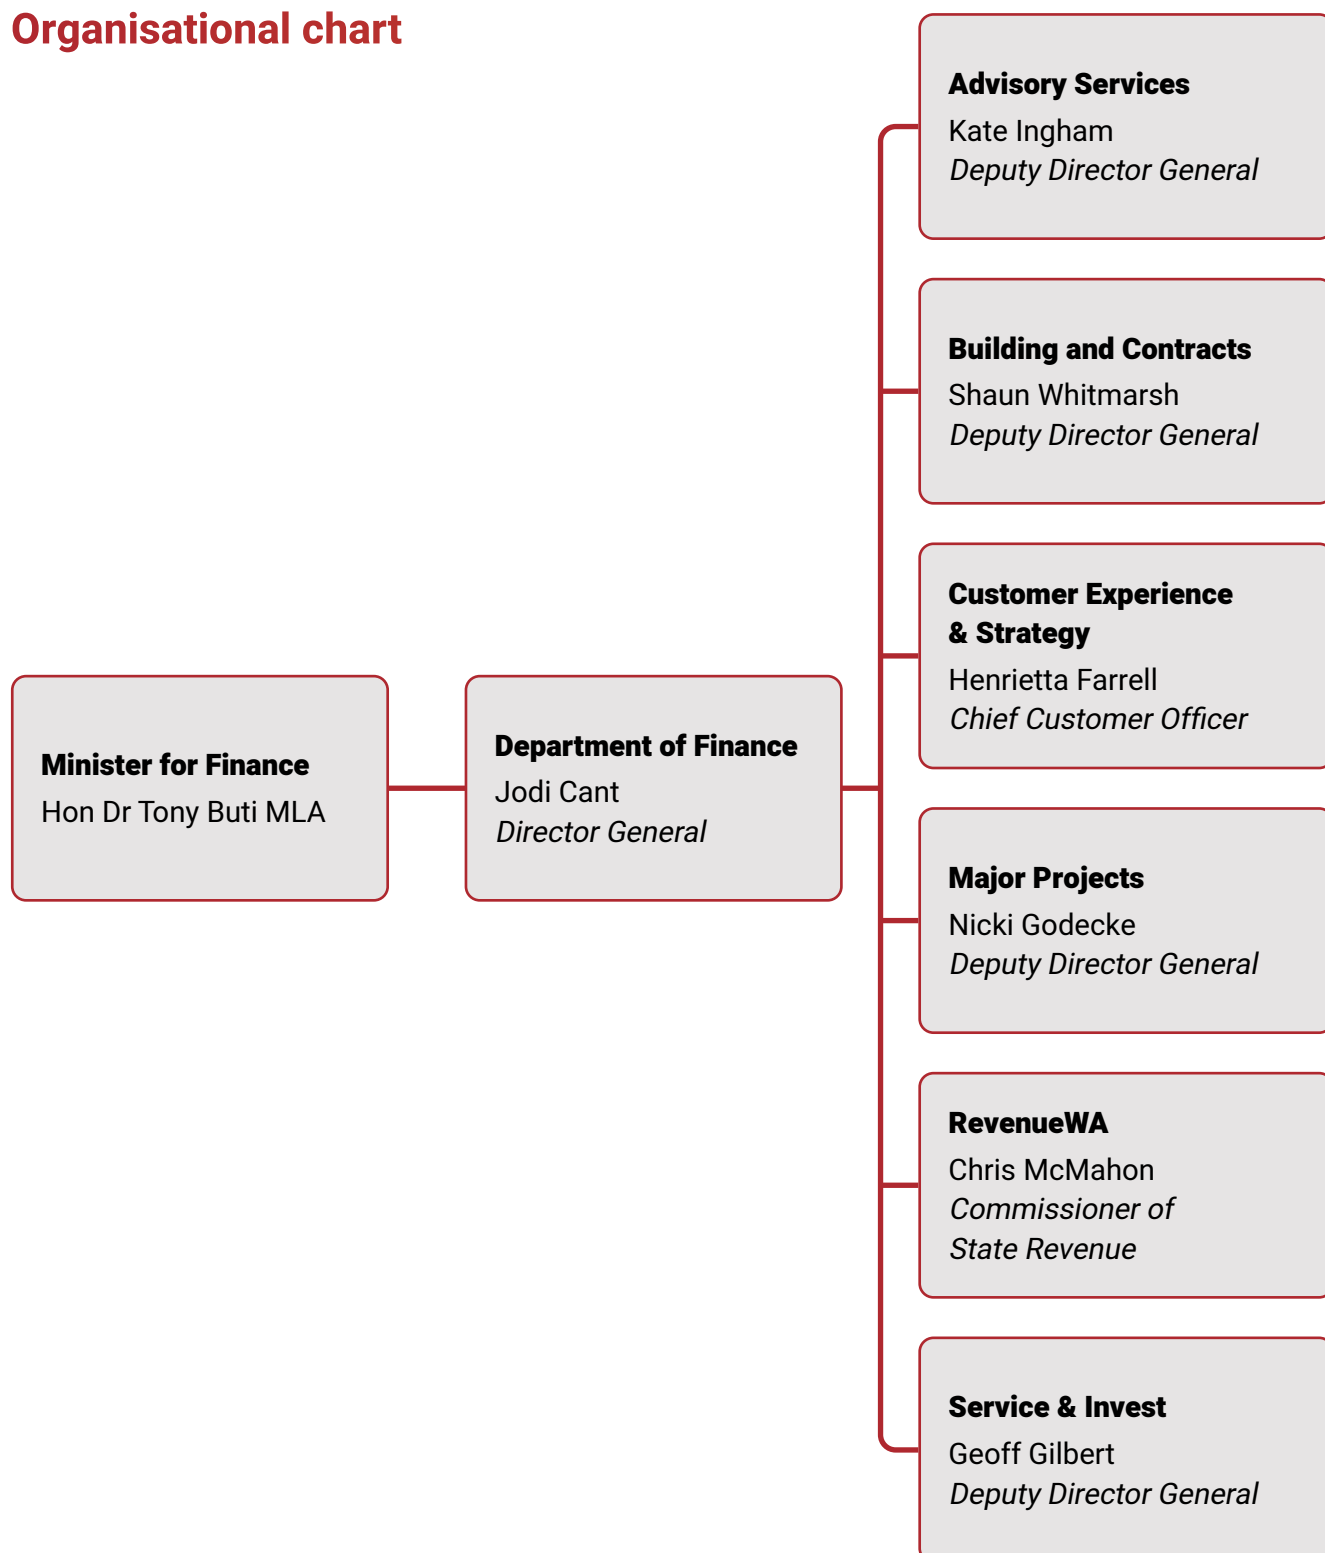 Organisational chart
Minister for Finance
Hon Dr Tony Buti MLA
Department of Finance
Jodi Cant
Director General
Advisory Services
Kate Ingham
Deputy Director General
Building and Contracts
Shaun Whitmarsh
Deputy Director General
Customer Experience
& Strategy
Henrietta Farrell
Chief Customer Officer
Major Projects
Nicki Godecke
Deputy Director General
RevenueWA
Chris McMahon
Commissioner of
State Revenue
Service & Invest
Geoff Gilbert
Deputy Director General